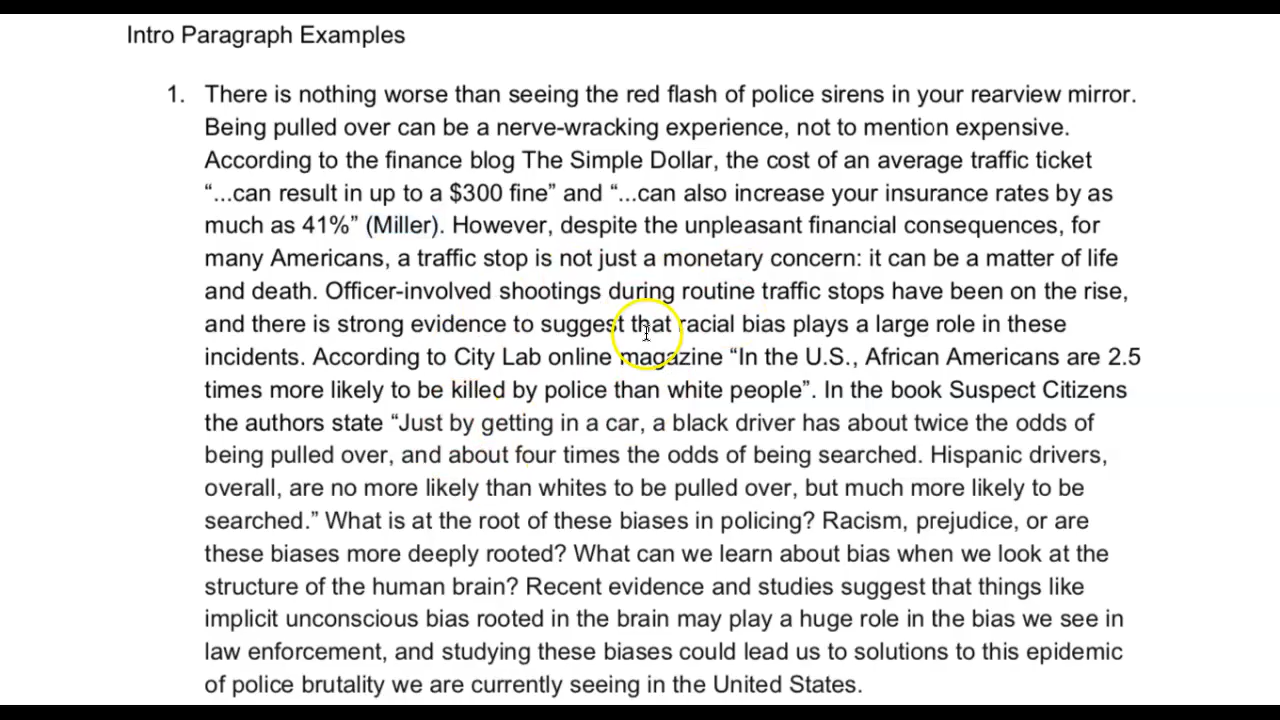 Intro Paragraph Examples
1. There is nothing worse than seeing the red flash of police sirens in your rearview mirror.
Being pulled over can be a nerve-wracking experience, not to mention expensive.
According to the finance blog The Simple Dollar, the cost of an average traffic ticket
“...can result in up to a $300 fine” and “...can also increase your insurance rates by as
much as 41%” (Miller). However, despite the unpleasant financial consequences, for
many Americans, a traffic stop is not just a monetary concern: it can be a matter of life
and death. Officer-involved shootings during routine traffic stops have been on the rise,
and there is strong evidence to suggest that racial bias plays a large role in these
incidents. According to City Lab online magazine “In the U.S., African Americans are 2.5
times more likely to be killed by police than white people”. In the book Suspect Citizens
the authors state “Just by getting in a car, a black driver has about twice the odds of
being pulled over, and about four times the odds of being searched. Hispanic drivers,
overall, are no more likely than whites to be pulled over, but much more likely to be
searched.” What is at the root of these biases in policing? Racism, prejudice, or are
these biases more deeply rooted? What can we learn about bias when we look at the
structure of the human brain? Recent evidence and studies suggest that things like
implicit unconscious bias rooted in the brain may play a huge role in the bias we see in
law enforcement, and studying these biases could lead us to solutions to this epidemic
of police brutality we are currently seeing in the United States.